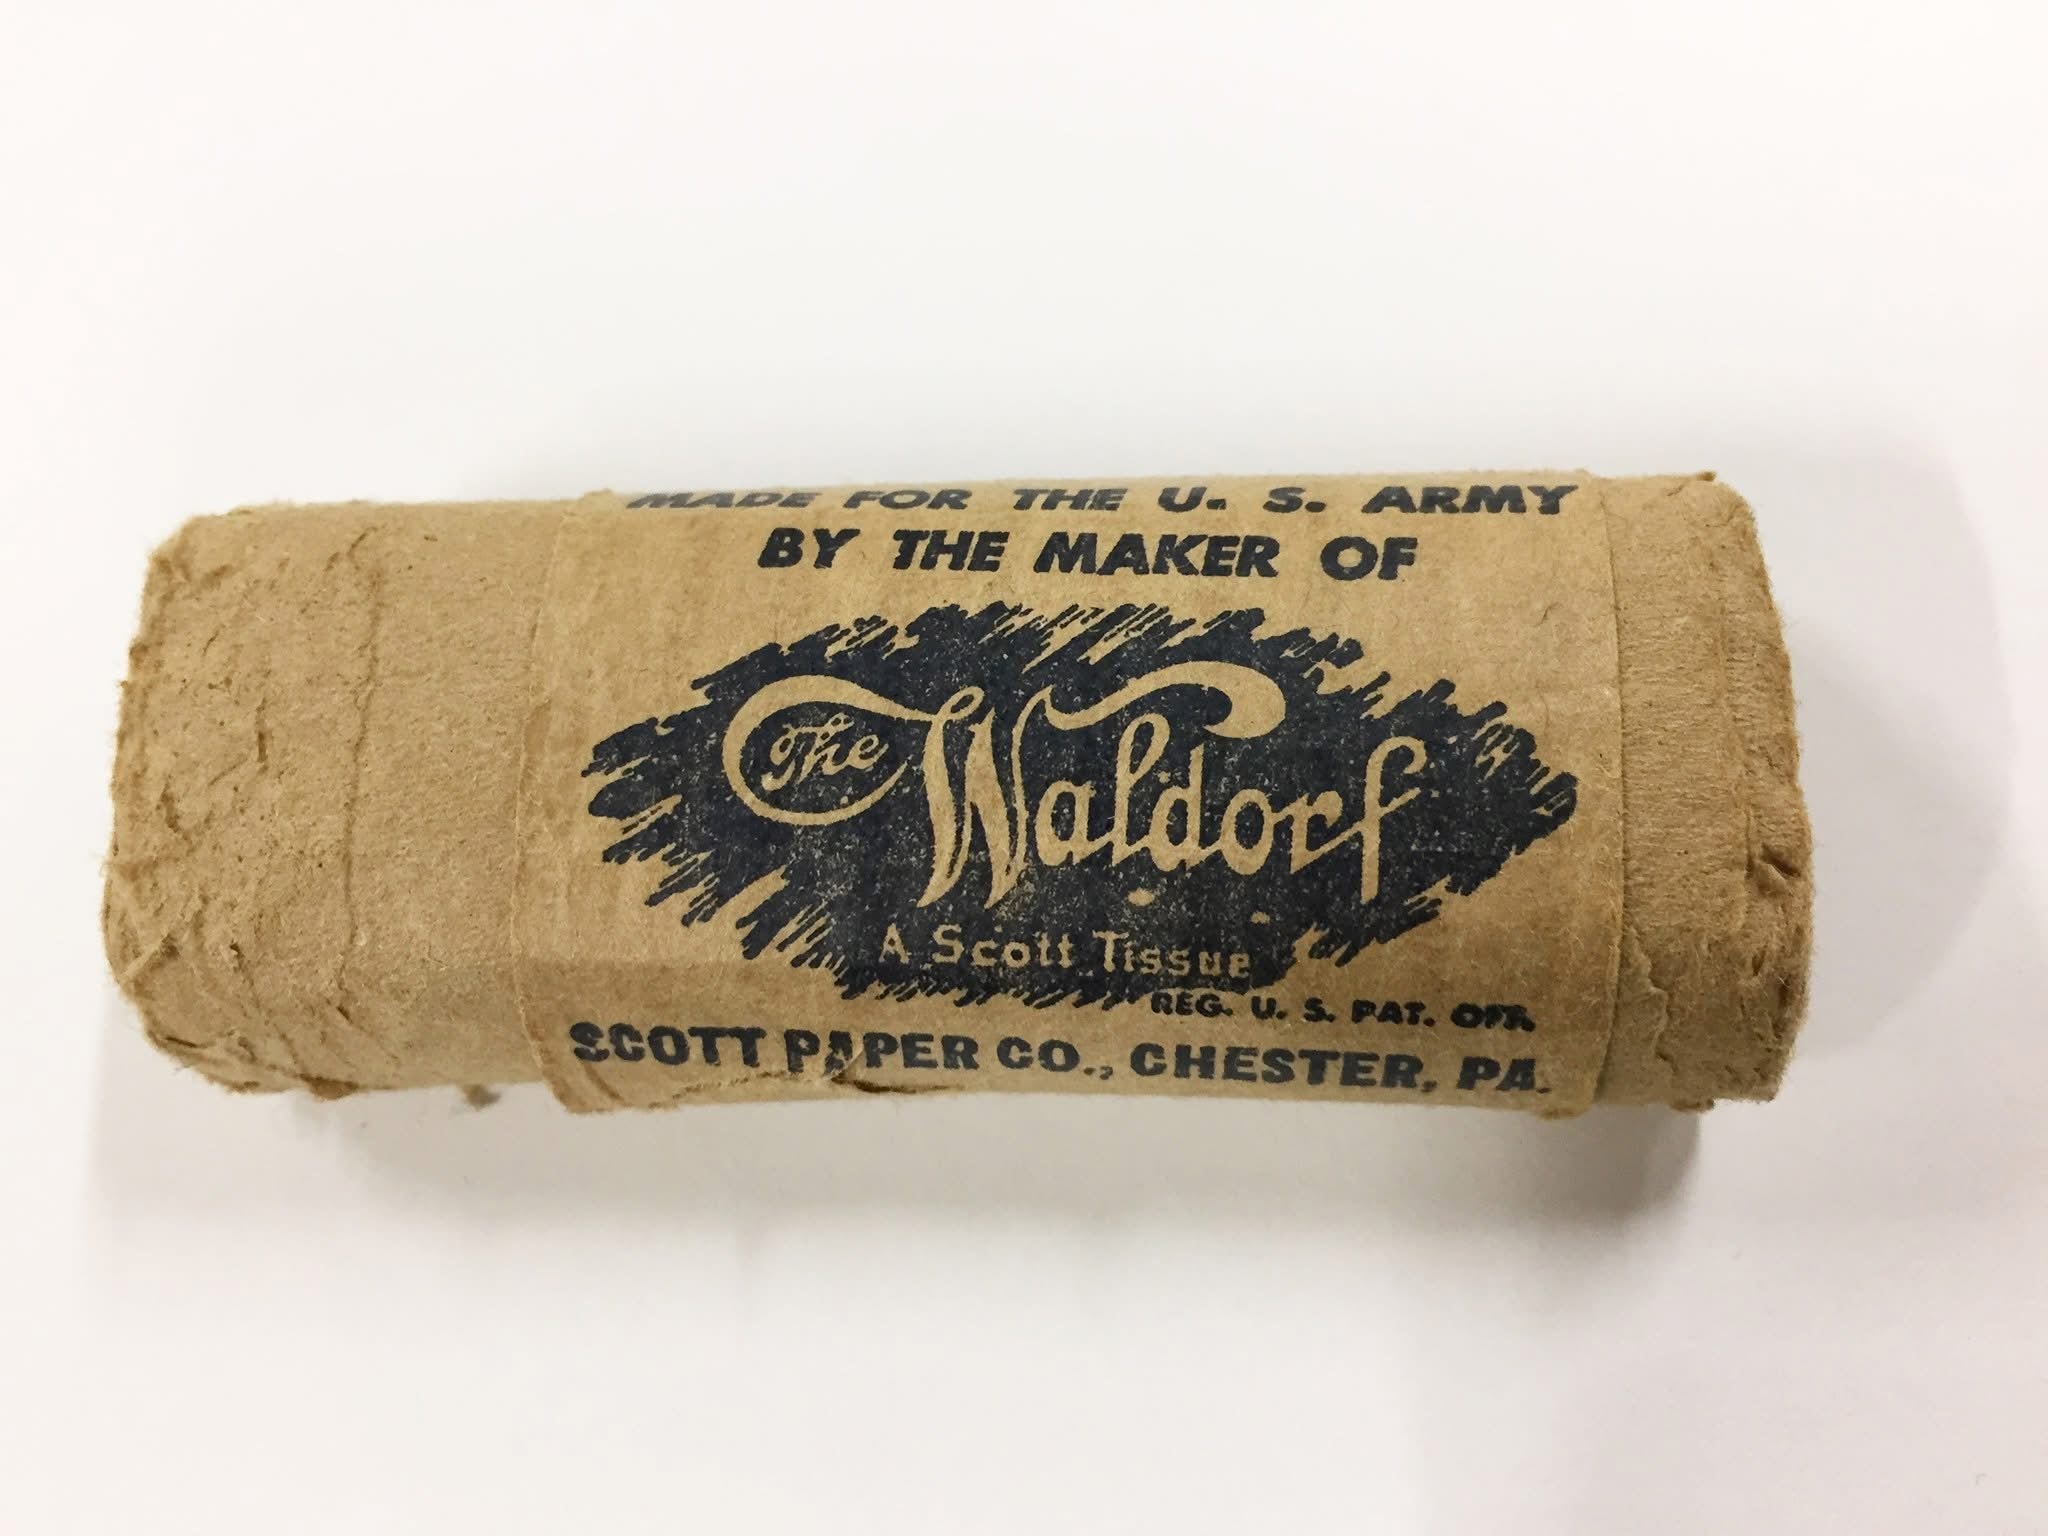 MADE FOR THE U. S. ARMY
BY THE MAKER OF
The Waldorf
A Scott Tissue
REG. U. S. PAT. OFF.
SCOTT PAPER CO., CHESTER, PA.